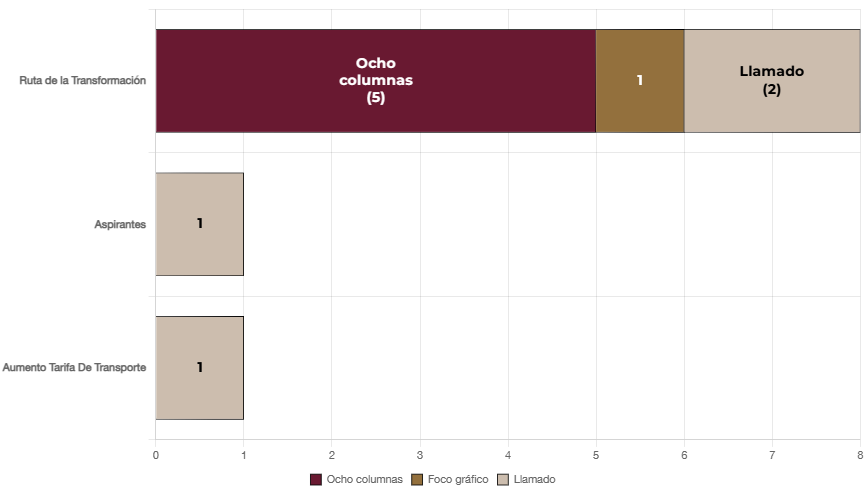 Ruta de la Transformación
Ocho
columnas
(5)
1
Llamado
(2)
Aspirantes
1
Aumento Tarifa De Transporte
1
0 1 2 3 4 5 6 7 8
Ocho columnas Foco gráfico Llamado